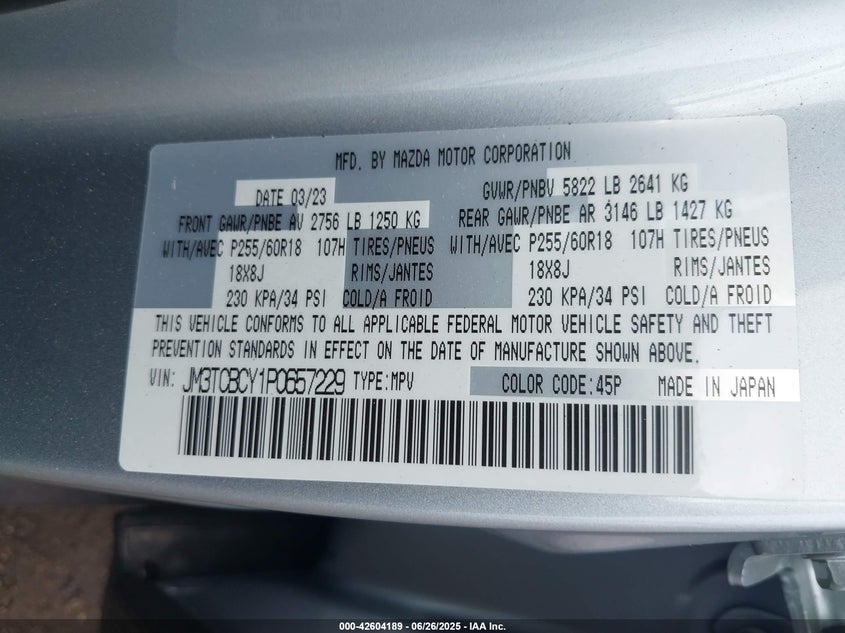 MFD. BY MAZDA MOTOR CORPORATION
DATE 03/23 GVWR/PNBV 5822 LB 2641 KG
FRONT GAWR/PNBE AV 2756 LB 1250 KG REAR GAWR/PNBE AR 3146 LB 1427 KG
WITH/AVEC P255/60R18 107H TIRES/PNEUS WITH/AVEC P255/60R18 107H TIRES/PNEUS
18X8J RIMS/JANTES 18X8J RIMS/JANTES
230 KPA/34 PSI COLD/A FROID 230 KPA/34 PSI COLD/A FROID
THIS VEHICLE CONFORMS TO ALL APPLICABLE FEDERAL MOTOR VEHICLE SAFETY AND THEFT
PREVENTION STANDARDS IN EFFECT ON THE DATE OF MANUFACTURE SHOWN ABOVE.
VIN: JM3TCBCY1P0657229 TYPE:MPV COLOR CODE:45P MADE IN JAPAN
000-42604189 - 06/26/2025 - IAA Inc.